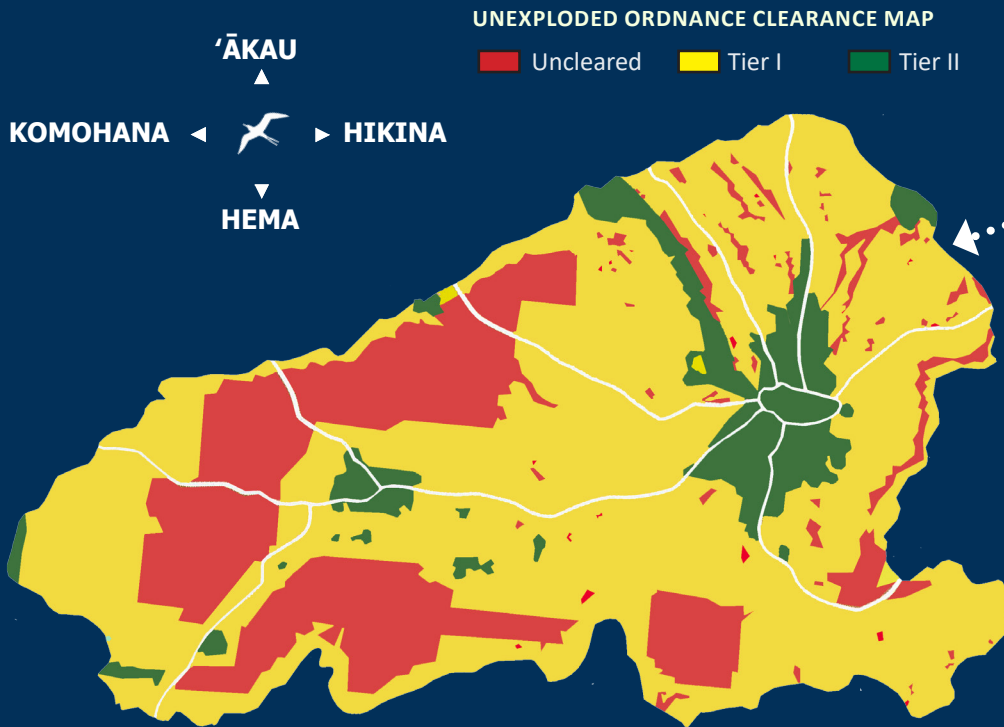 UNEXPLODED ORDNANCE CLEARANCE MAP
Uncleared Tier I Tier II
ʻĀKAU
KOMOHANA HIKINA
HEMA